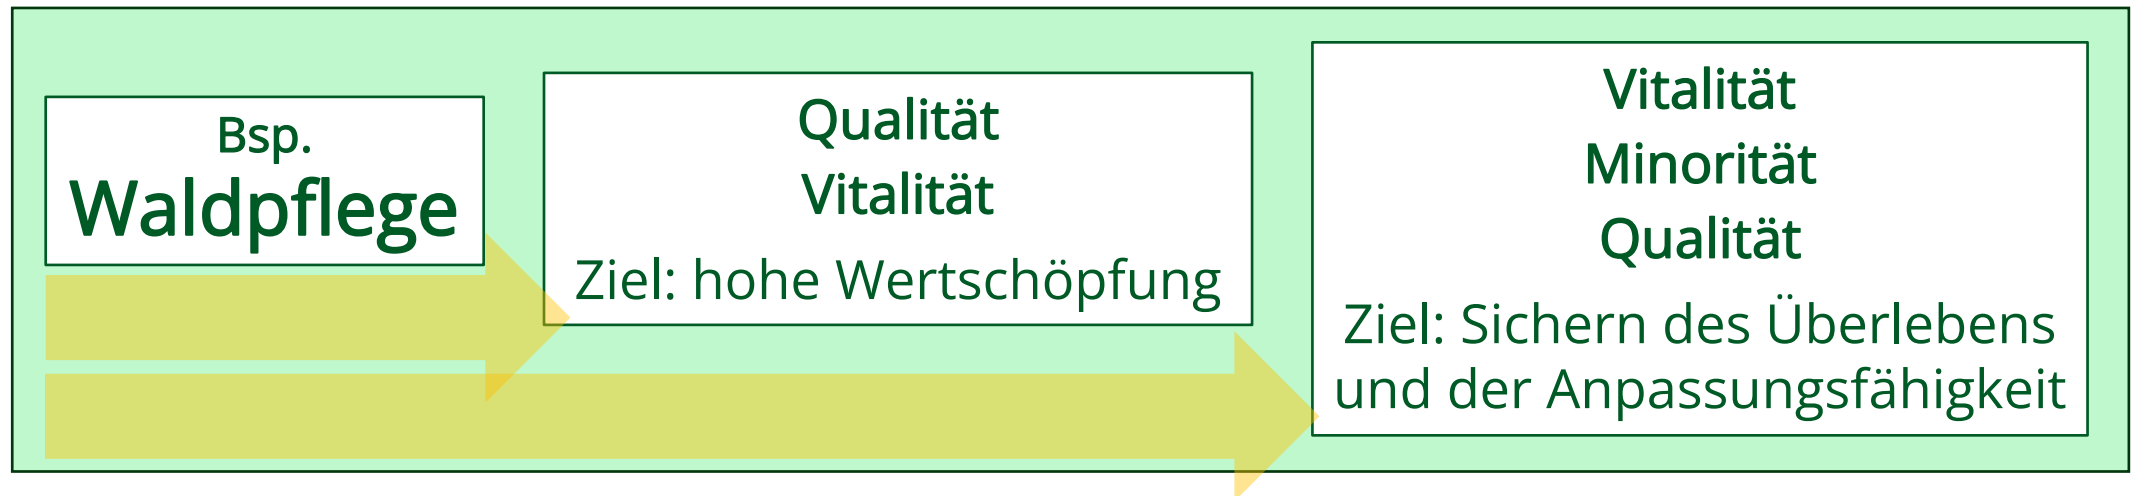 Bsp.
Waldpflege
Qualität
Vitalität
Ziel: hohe Wertschöpfung
Vitalität
Minorität
Qualität
Ziel: Sichern des Überlebens
und der Anpassungsfähigkeit